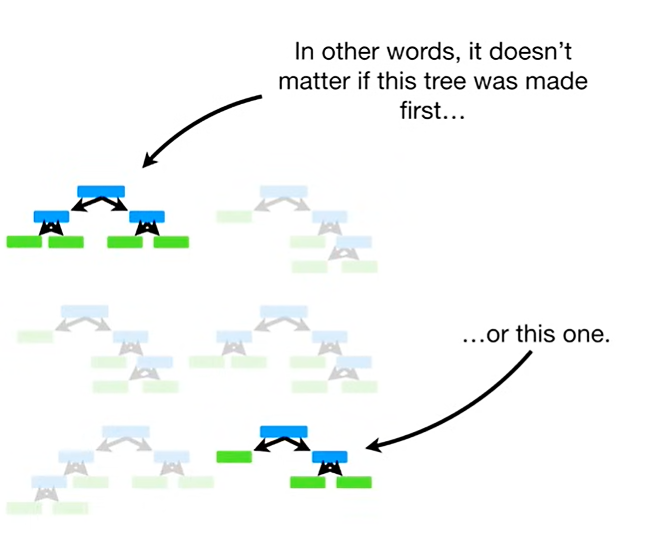 In other words, it doesn’t
matter if this tree was made
first…
…or this one.